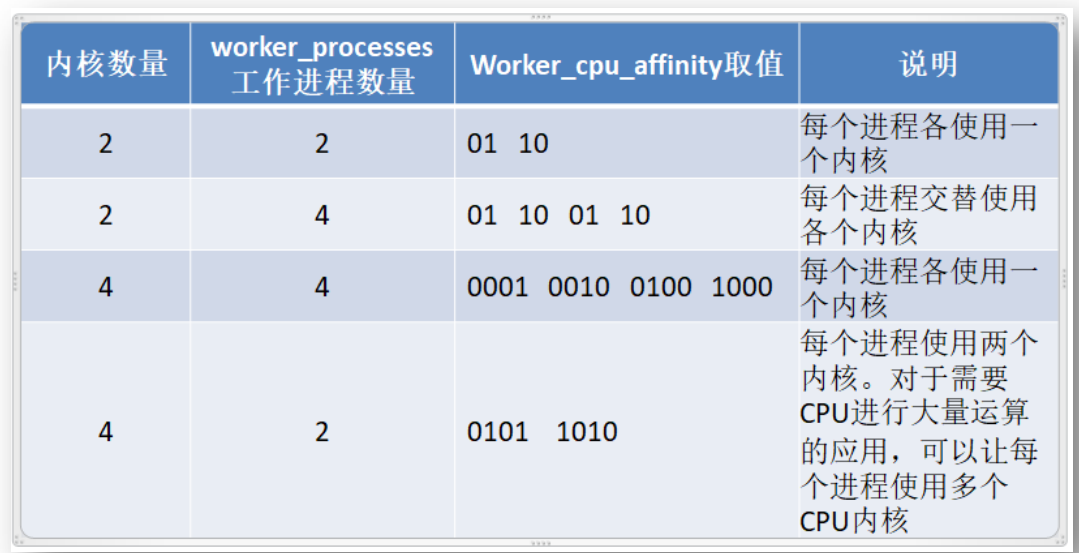 内核数量
worker_processes
工作进程数量
Worker_cpu_affinity取值
说明
2
2
01 10
每个进程各使用一
个内核
2
4
01 10 01 10
每个进程交替使用
各个内核
4
4
0001 0010 0100 1000
每个进程各使用一
个内核
4
2
0101 1010
每个进程使用两个
内核。对于需要
CPU进行大量运算
的应用，可以让每
个进程使用多个
CPU内核